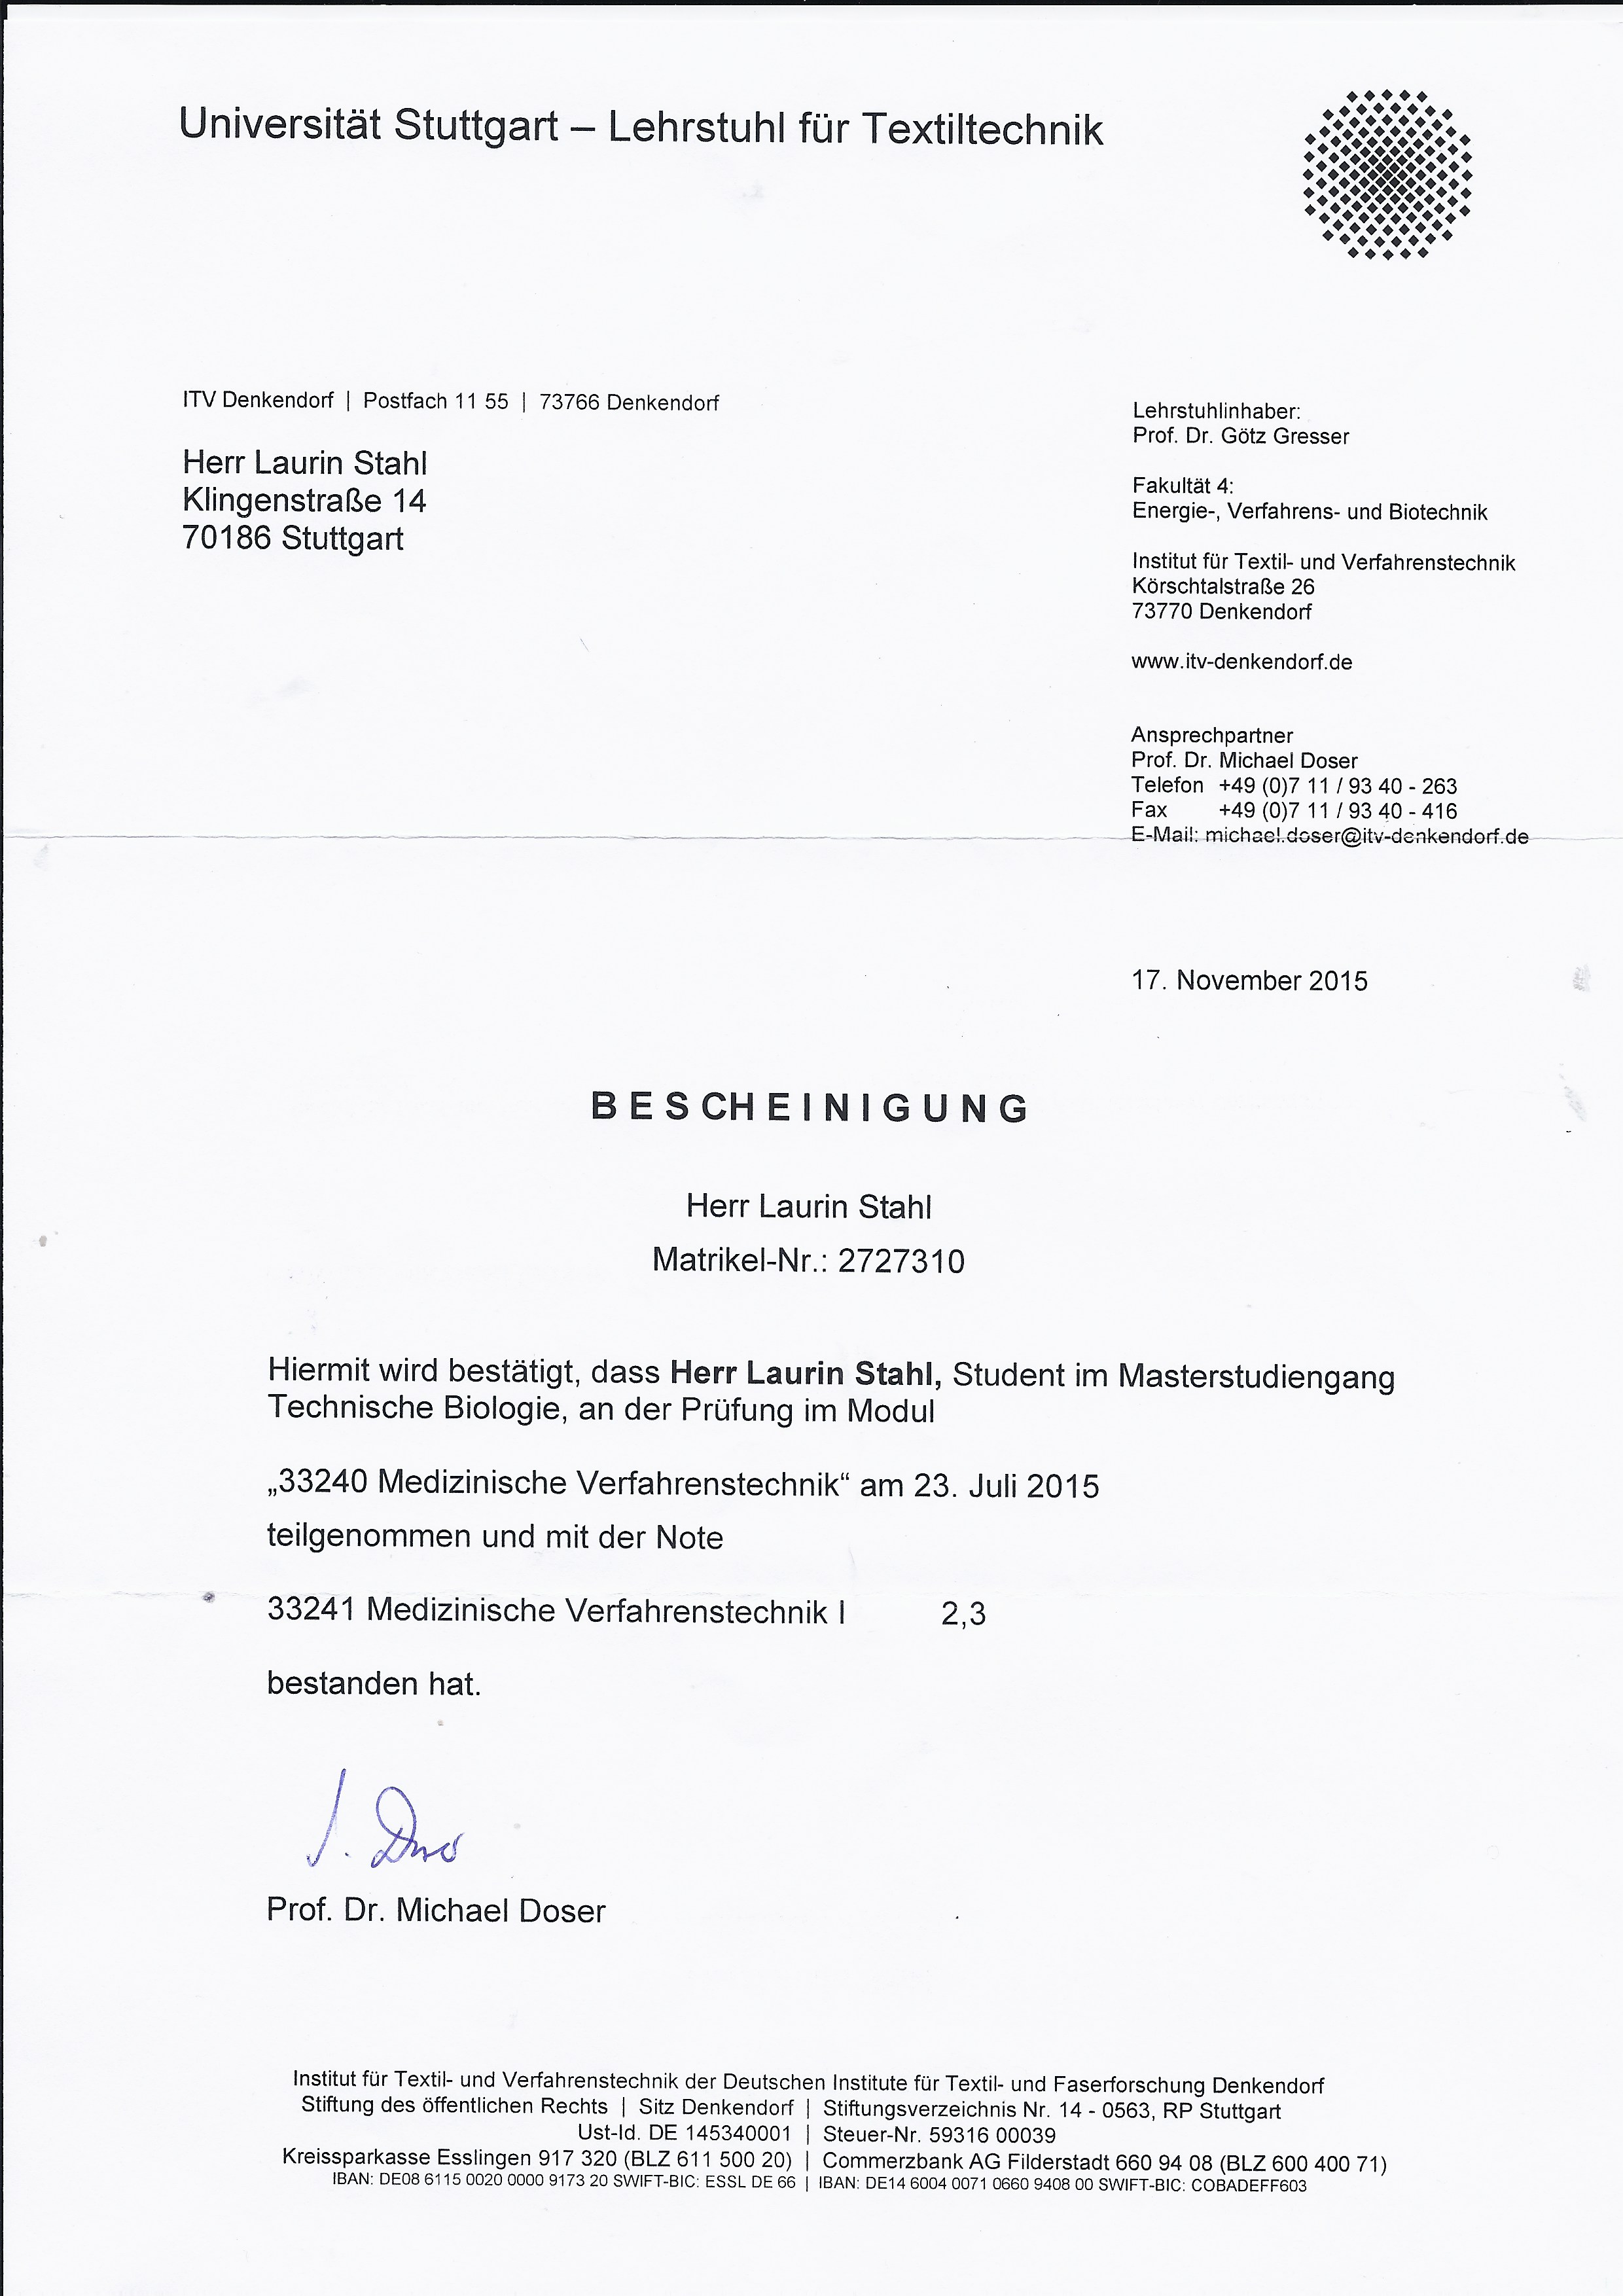 Universität Stuttgart – Lehrstuhl für Textiltechnik
ITV Denkendorf | Postfach 11 55 | 73766 Denkendorf
Herr Laurin Stahl
Klingenstraße 14
70186 Stuttgart
Lehrstuhlinhaber:
Prof. Dr. Götz Gresser
Fakultät 4:
Energie-, Verfahrens- und Biotechnik
Institut für Textil- und Verfahrenstechnik
Körschtalstraße 26
73770 Denkendorf
www.itv-denkendorf.de
Ansprechpartner
Prof. Dr. Michael Doser
Telefon +49 (0)7 11 / 93 40 - 263
Fax +49 (0)7 11 / 93 40 - 416
E-Mail: michael.doser@itv-denkendorf.de
17. November 2015
BESCHEINIGUNG
Herr Laurin Stahl
Matrikel-Nr.: 2727310
Hiermit wird bestätigt, dass Herr Laurin Stahl, Student im Masterstudiengang
Technische Biologie, an der Prüfung im Modul
„33240 Medizinische Verfahrenstechnik“ am 23. Juli 2015
teilgenommen und mit der Note
33241 Medizinische Verfahrenstechnik I 2,3
bestanden hat.
Prof. Dr. Michael Doser
Institut für Textil- und Verfahrenstechnik der Deutschen Institute für Textil- und Faserforschung Denkendorf
Stiftung des öffentlichen Rechts | Sitz Denkendorf | Stiftungsverzeichnis Nr. 14 - 0563, RP Stuttgart
Ust-Id. DE 145340001 | Steuer-Nr. 59316 00039
Kreissparkasse Esslingen 917 320 (BLZ 611 500 20) | Commerzbank AG Filderstadt 660 94 08 (BLZ 600 400 71)
IBAN: DE08 6115 0020 0000 9173 20 SWIFT-BIC: ESSL DE 66 | IBAN: DE14 6004 0071 0660 9408 00 SWIFT-BIC: COBADEFF603